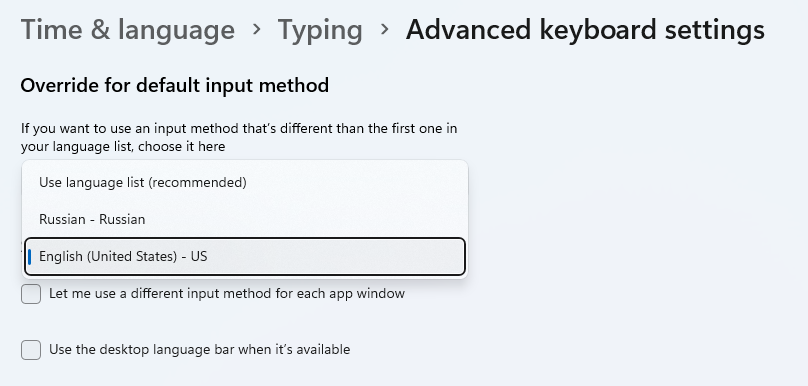 Time & language > Typing > Advanced keyboard settings
Override for default input method
If you want to use an input method that's different than the first one in
your language list, choose it here
Use language list (recommended)
Russian - Russian
English (United States) - US
Let me use a different input method for each app window
Use the desktop language bar when it's available